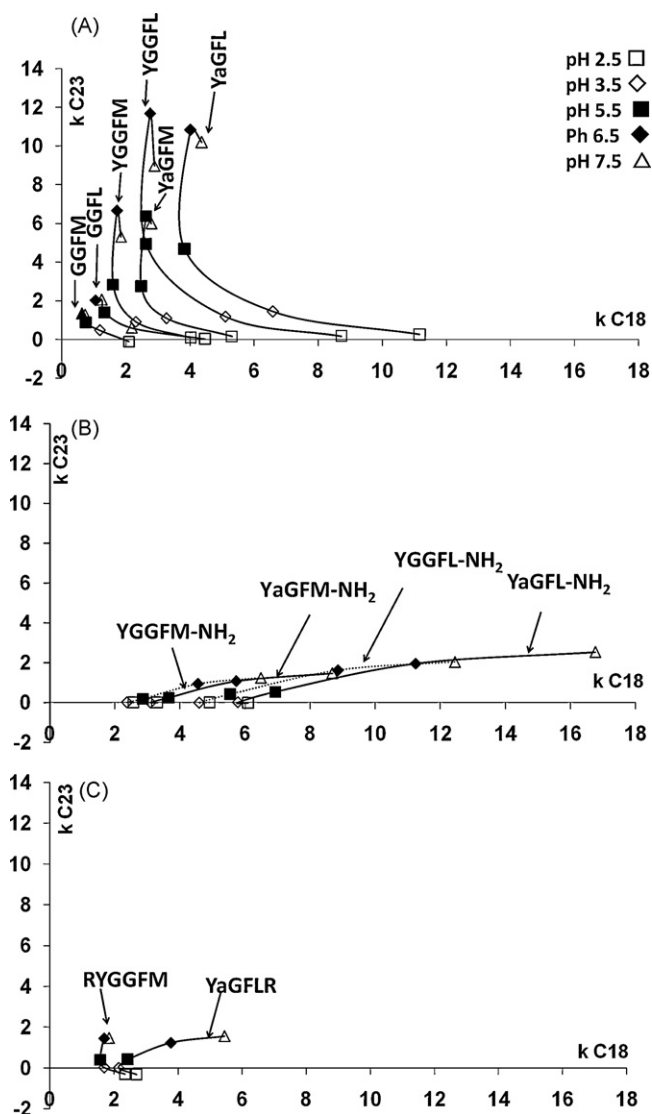 (A)
k C23
14
12
10
8
6
4
2
0
-2
0 2 4 6 8 10 12 14 16 18
k C18
GGFM
GGFL
YGGFM
YGGFL
YaGFM
YaGFL
pH 2.5
pH 3.5
pH 5.5
Ph 6.5
pH 7.5
(B)
k C23
14
12
10
8
6
4
2
0
-2
0 2 4 6 8 10 12 14 16 18
k C18
YGGFM-NH₂
YaGFM-NH₂
YGGFL-NH₂
YaGFL-NH₂
(C)
k C23
14
12
10
8
6
4
2
0
-2
0 2 4 6 8 10 12 14 16 18
k C18
RYGGFM
YaGFLR